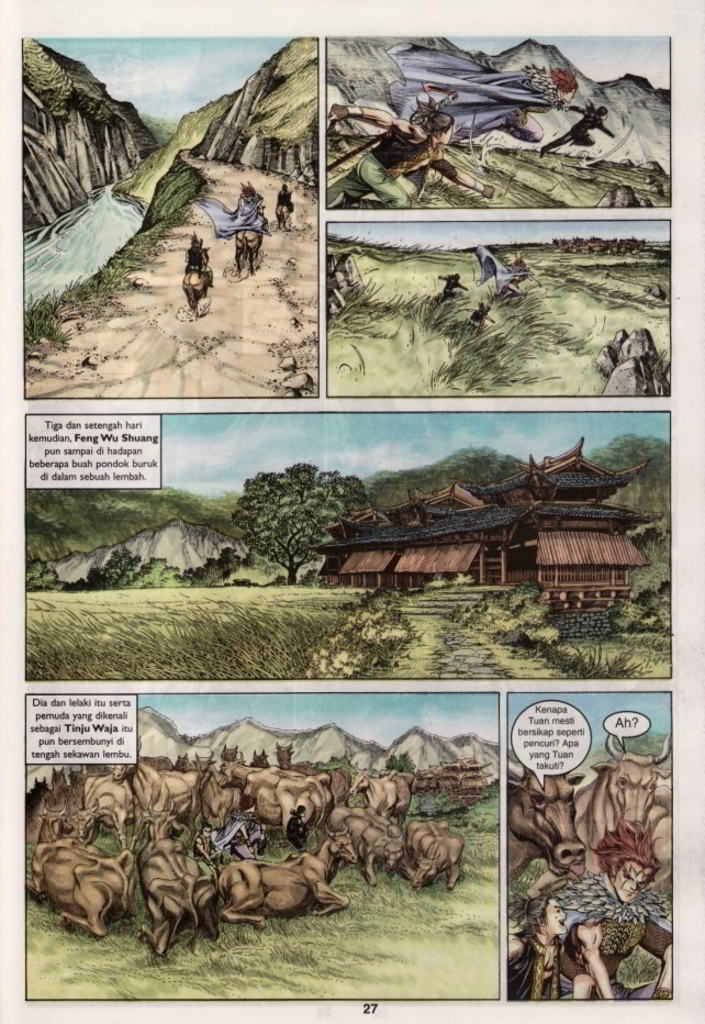 Tiga dan setengah hari
kemudian, Feng Wu Shuang
pun sampai di hadapan
beberapa buah pondok buruk
di dalam sebuah lembah.
Dia dan lelaki itu serta
pemuda yang dikenali
sebagai Tinju Waja itu
pun bersembunyi di
tengah sekawan lembu.
Kenapa
Tuan mesti
bersikap seperti
pencuri? Apa
yang Tuan
takuti?
Ah?
27